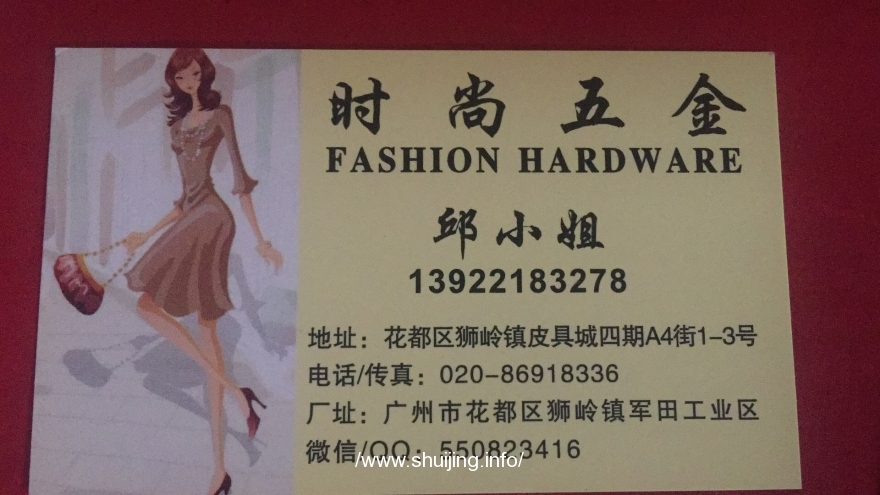 时尚五金
FASHION HARDWARE
邱小姐
13922183278
地址：花都区狮岭镇皮具城四期A4街1-3号
电话/传真：020-86918336
厂址：广州市花都区狮岭镇军田工业区
微信/QQ：550823416
/www.shuijing.info/